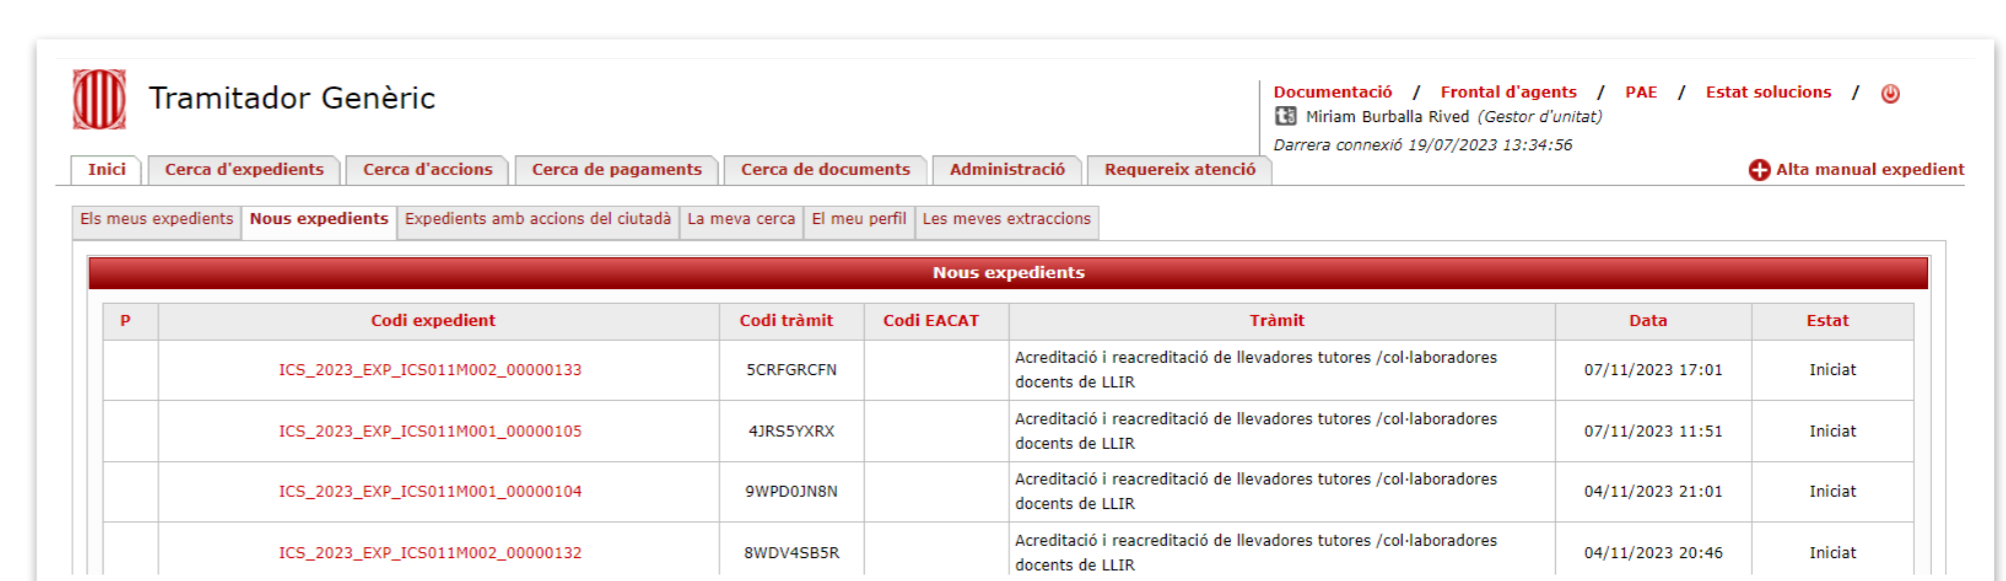 Tramitador Genèric
Documentació / Frontal d'agents / PAE / Estat solucions /
Miriam Burballa Rived (Gestor d'unitat)
Darrera connexió 19/07/2023 13:34:56
Inici Cerca d'expedients Cerca d'accions Cerca de pagaments Cerca de documents Administració Requereix atenció Alta manual expedient
Els meus expedients Nous expedients Expedients amb accions del ciutadà La meva cerca El meu perfil Les meves extraccions
Nous expedients
P Codi expedient Codi tràmit Codi EACAT Tràmit Data Estat
ICS_2023_EXP_ICS011M002_00000133 5CRFGRCFN Acreditació i reacreditació de llevadores tutores /col·laboradores docents de LLIR 07/11/2023 17:01 Iniciat
ICS_2023_EXP_ICS011M001_00000105 4JRS5YXRX Acreditació i reacreditació de llevadores tutores /col·laboradores docents de LLIR 07/11/2023 11:51 Iniciat
ICS_2023_EXP_ICS011M001_00000104 9WPD0JN8N Acreditació i reacreditació de llevadores tutores /col·laboradores docents de LLIR 04/11/2023 21:01 Iniciat
ICS_2023_EXP_ICS011M002_00000132 8WDV4SB5R Acreditació i reacreditació de llevadores tutores /col·laboradores docents de LLIR 04/11/2023 20:46 Iniciat